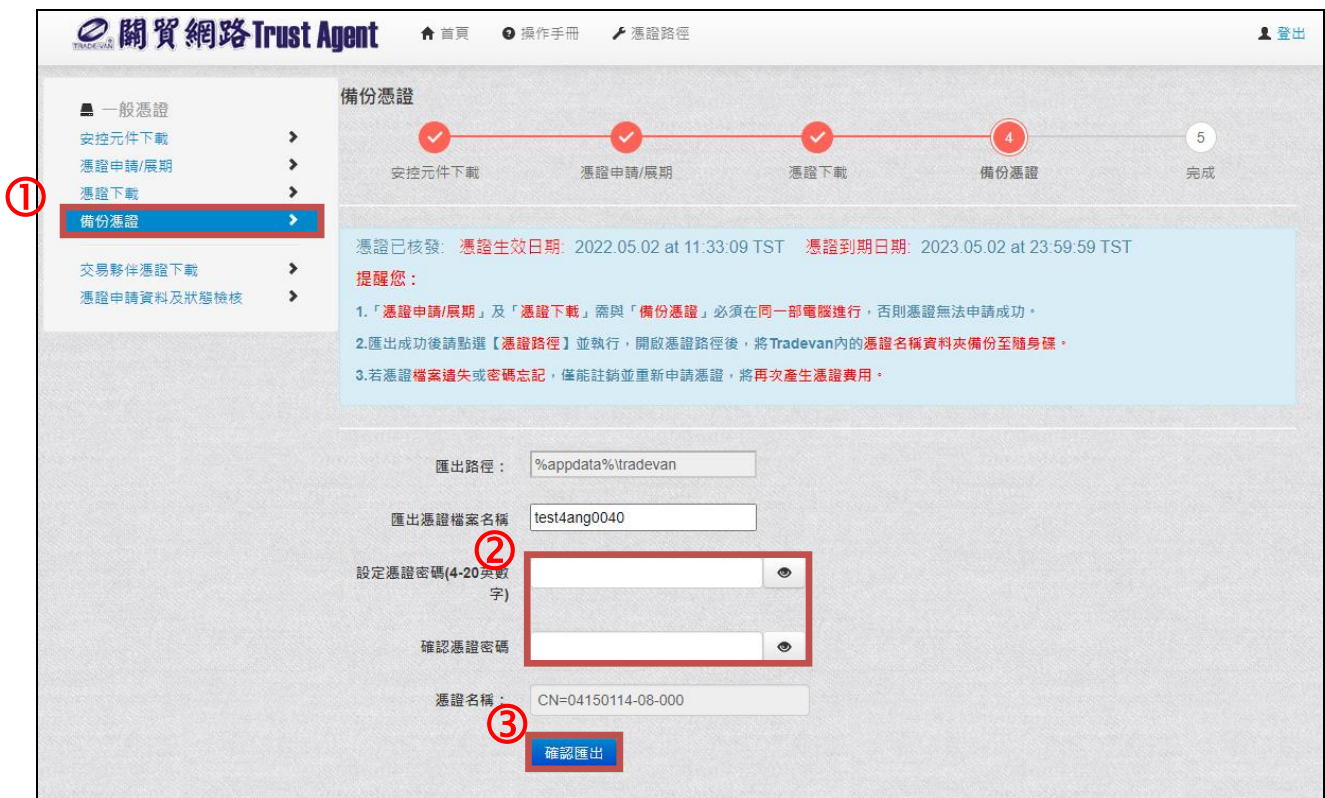 TRADE-VAN
關貿網路Trust Agent
首頁
操作手冊
憑證路徑
登出
一般憑證
安控元件下載
憑證申請/展期
①
憑證下載
備份憑證
交易夥伴憑證下載
憑證申請資料及狀態檢核
備份憑證
4
5
安控元件下載
憑證申請/展期
憑證下載
備份憑證
完成
憑證已核發: 憑證生效日期: 2022.05.02 at 11:33:09 TST 憑證到期日期: 2023.05.02 at 23:59:59 TST
提醒您：
1.「憑證申請/展期」及「憑證下載」需與「備份憑證」必須在同一部電腦進行，否則憑證無法申請成功。
2.匯出成功後請點選【憑證路徑】並執行，開啟憑證路徑後，將Tradevan內的憑證名稱資料夾備份至隨身碟。
3.若憑證檔案遺失或密碼忘記，僅能註銷並重新申請憑證，將再次產生憑證費用。
匯出路徑：
%appdata%\tradevan
匯出憑證檔案名稱
test4ang0040
②
設定憑證密碼(4-20英數
字)
確認憑證密碼
憑證名稱：
CN=04150114-08-000
③
確認匯出